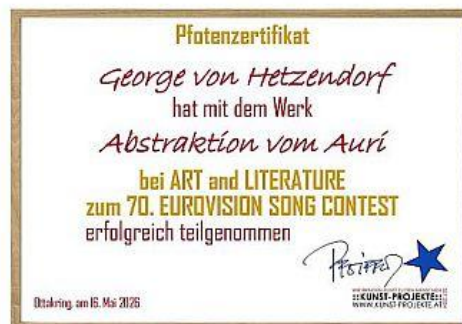 Pfotenzertifikat
George von Hetzendorf
hat mit dem Werk
Abstraktion vom Auri
bei ART and LITERATURE
zum 70. EUROVISION SONG CONTEST
erfolgreich teilgenommen
Ottakring, am 16. Mai 2026
::KUNST-PROJEKTE::
WWW.KUNST-PROJEKTE.AT